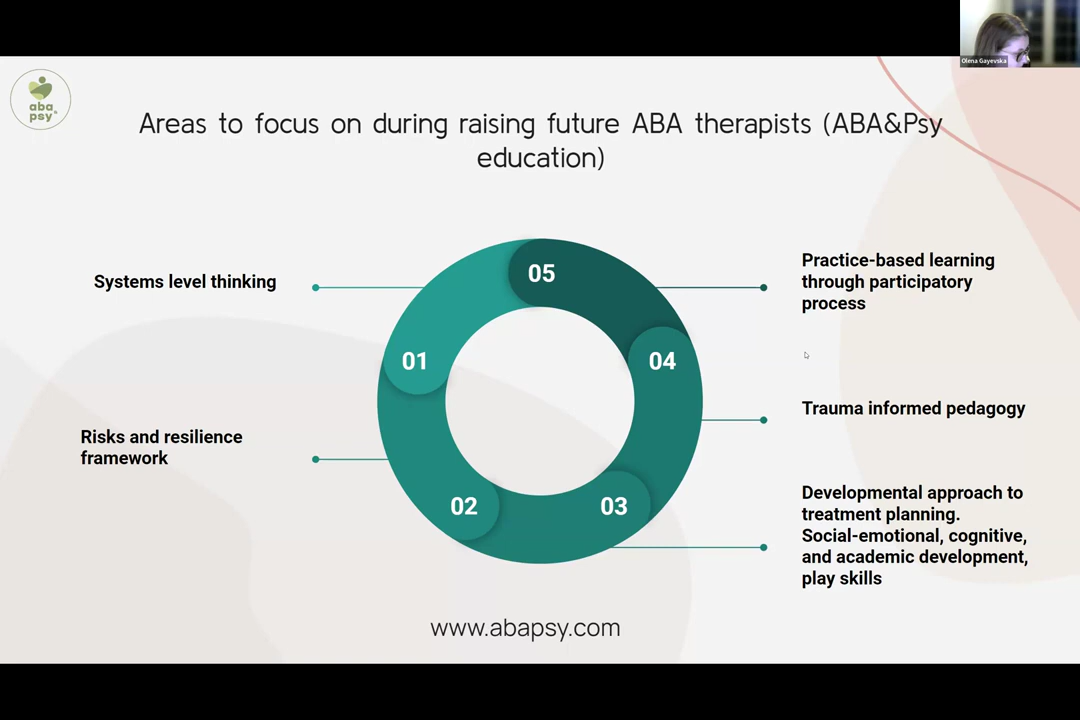 Olena Gayevska
aba
psy
Areas to focus on during raising future ABA therapists (ABA&Psy
education)
05
Systems level thinking
Practice-based learning
through participatory
process
01
04
Trauma informed pedagogy
Risks and resilience
framework
02
03
Developmental approach to
treatment planning.
Social-emotional, cognitive,
and academic development,
play skills
www.abapsy.com